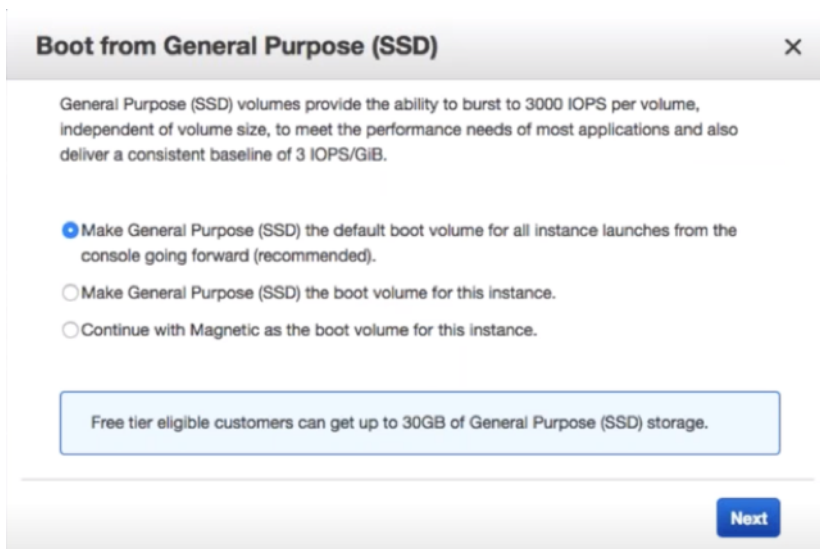 Boot from General Purpose (SSD)
General Purpose (SSD) volumes provide the ability to burst to 3000 IOPS per volume,
independent of volume size, to meet the performance needs of most applications and also
deliver a consistent baseline of 3 IOPS/GiB.
Make General Purpose (SSD) the default boot volume for all instance launches from the
console going forward (recommended).
Make General Purpose (SSD) the boot volume for this instance.
Continue with Magnetic as the boot volume for this instance.
Free tier eligible customers can get up to 30GB of General Purpose (SSD) storage.
Next